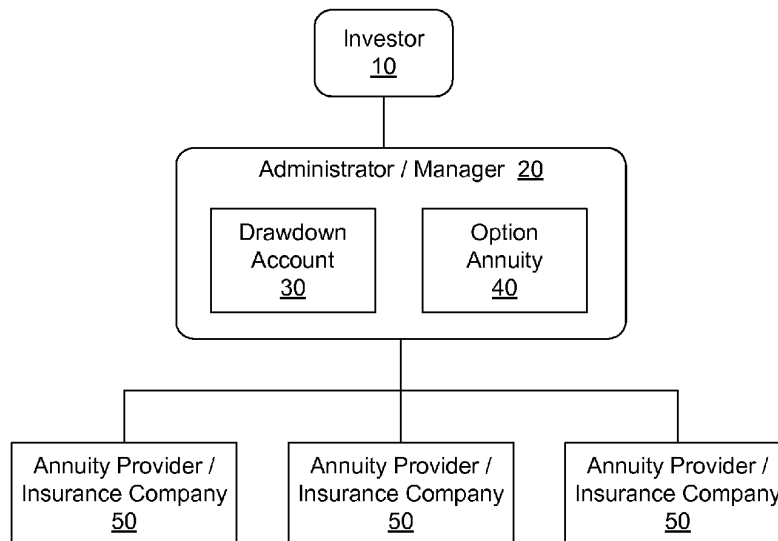 Investor
10
Administrator / Manager 20
Drawdown
Account
30
Option
Annuity
40
Annuity Provider /
Insurance Company
50
Annuity Provider /
Insurance Company
50
Annuity Provider /
Insurance Company
50